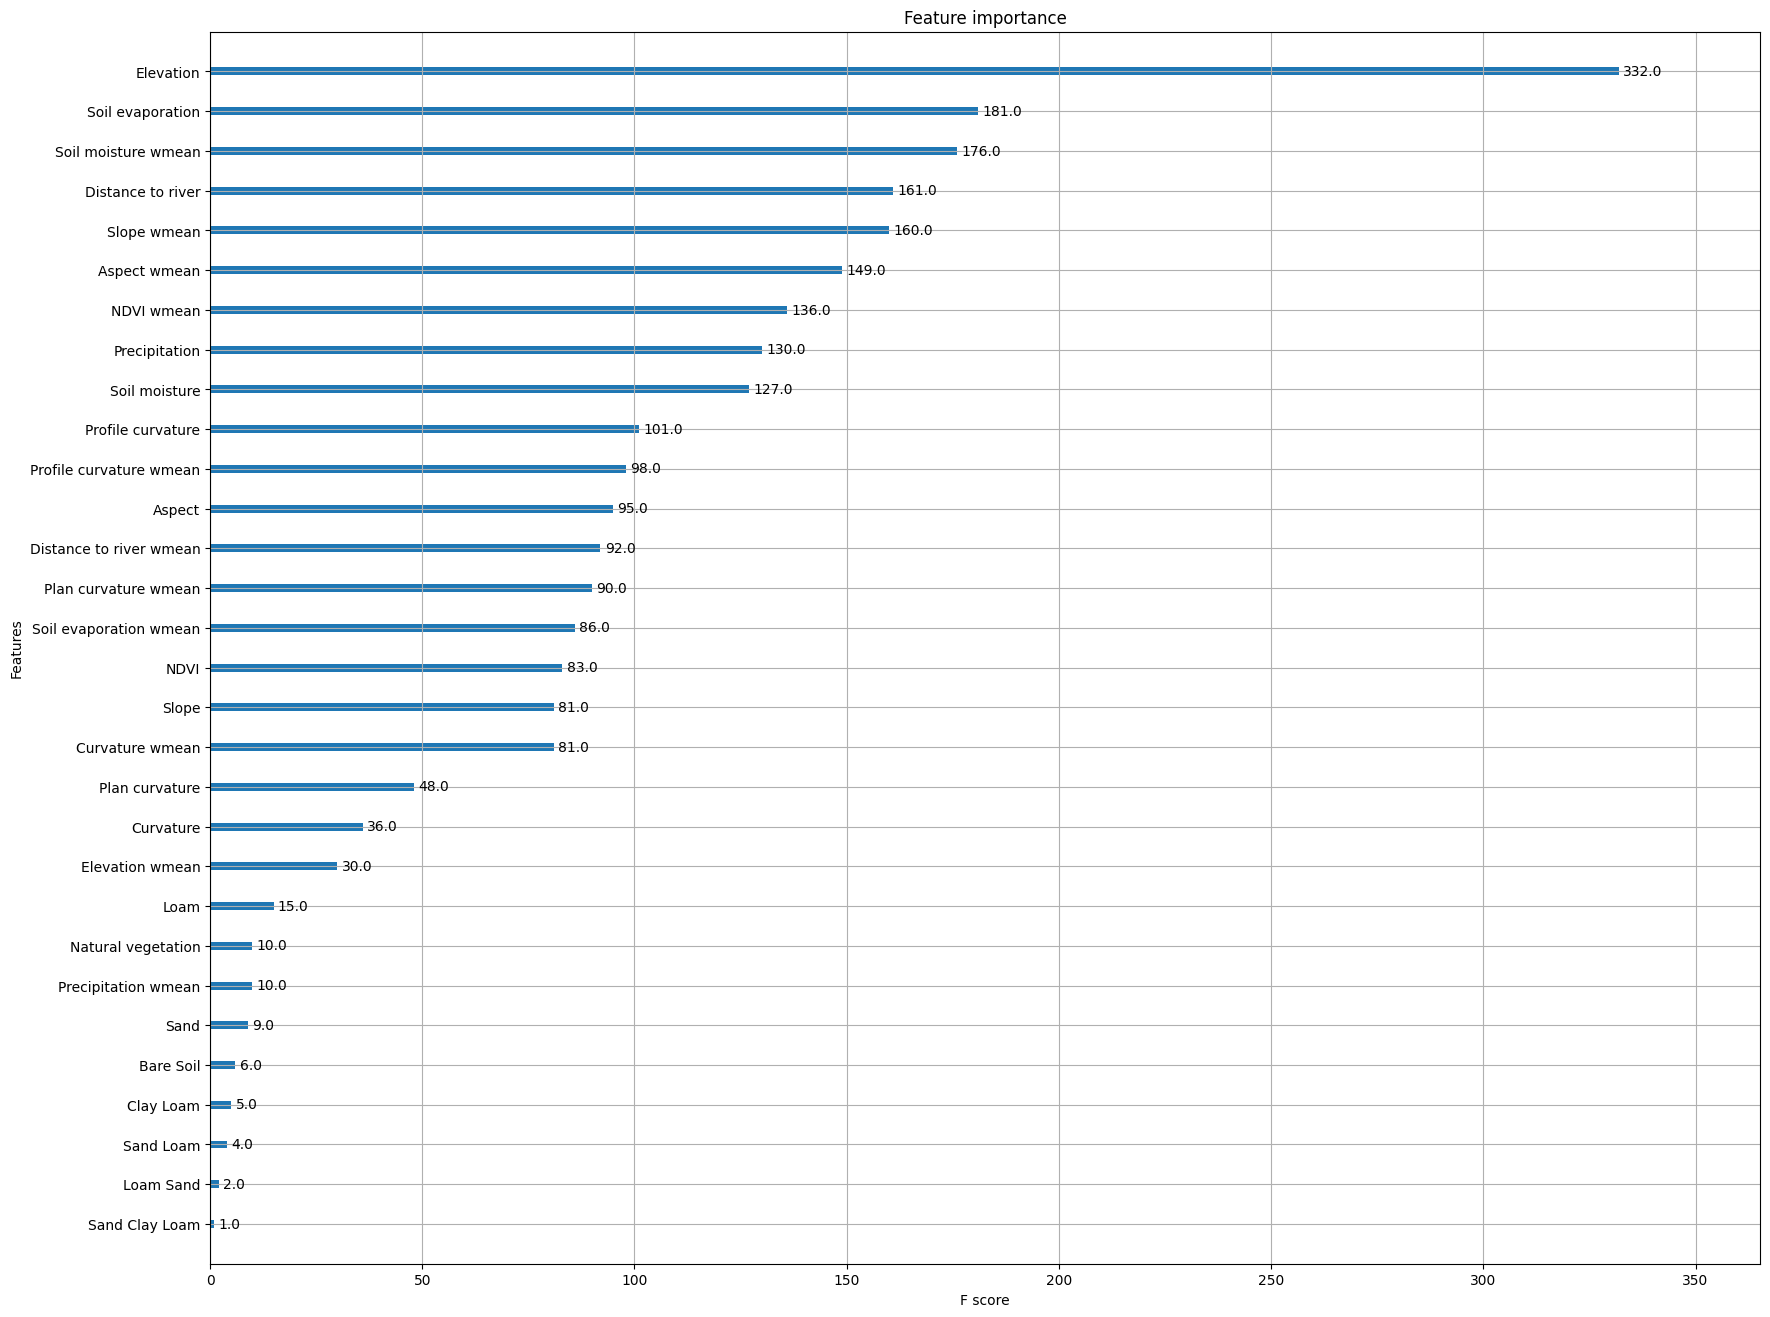 Feature importance
Elevation 332.0
Soil evaporation 181.0
Soil moisture wmean 176.0
Distance to river 161.0
Slope wmean 160.0
Aspect wmean 149.0
NDVI wmean 136.0
Precipitation 130.0
Soil moisture 127.0
Profile curvature 101.0
Profile curvature wmean 98.0
Aspect 95.0
Distance to river wmean 92.0
Plan curvature wmean 90.0
Soil evaporation wmean 86.0
NDVI 83.0
Slope 81.0
Curvature wmean 81.0
Plan curvature 48.0
Curvature 36.0
Elevation wmean 30.0
Loam 15.0
Natural vegetation 10.0
Precipitation wmean 10.0
Sand 9.0
Bare Soil 6.0
Clay Loam 5.0
Sand Loam 4.0
Loam Sand 2.0
Sand Clay Loam 1.0
Features
0 50 100 150 200 250 300 350
F score